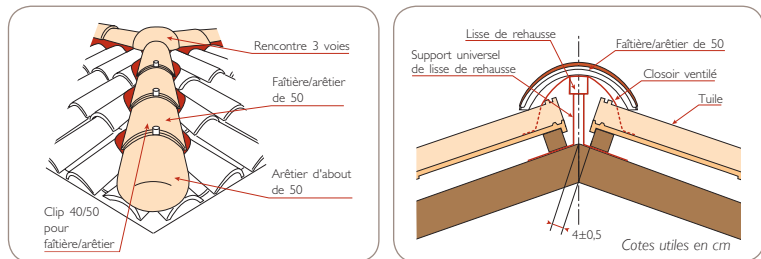 Rencontre 3 voies
Faîtière/arêtier
de 50
Arêtier d'about
de 50
Clip 40/50
pour
faîtière/arêtier
Lisse de rehausse
Support universel
de lisse de rehausse
Faîtière/arêtier de 50
Closoir ventilé
Tuile
4±0,5
Cotes utiles en cm